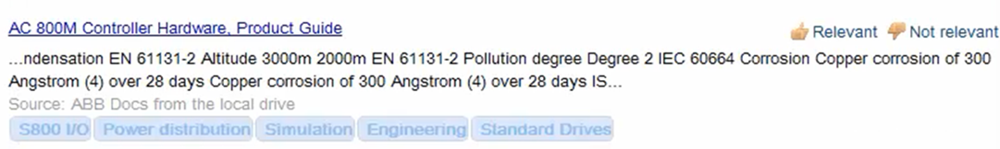 AC 800M Controller Hardware, Product Guide
Relevant Not relevant
...ndensation EN 61131-2 Altitude 3000m 2000m EN 61131-2 Pollution degree Degree 2 IEC 60664 Corrosion Copper corrosion of 300
Angstrom (4) over 28 days Copper corrosion of 300 Angstrom (4) over 28 days IS...
Source: ABB Docs from the local drive
S800 I/O Power distribution Simulation Engineering Standard Drives